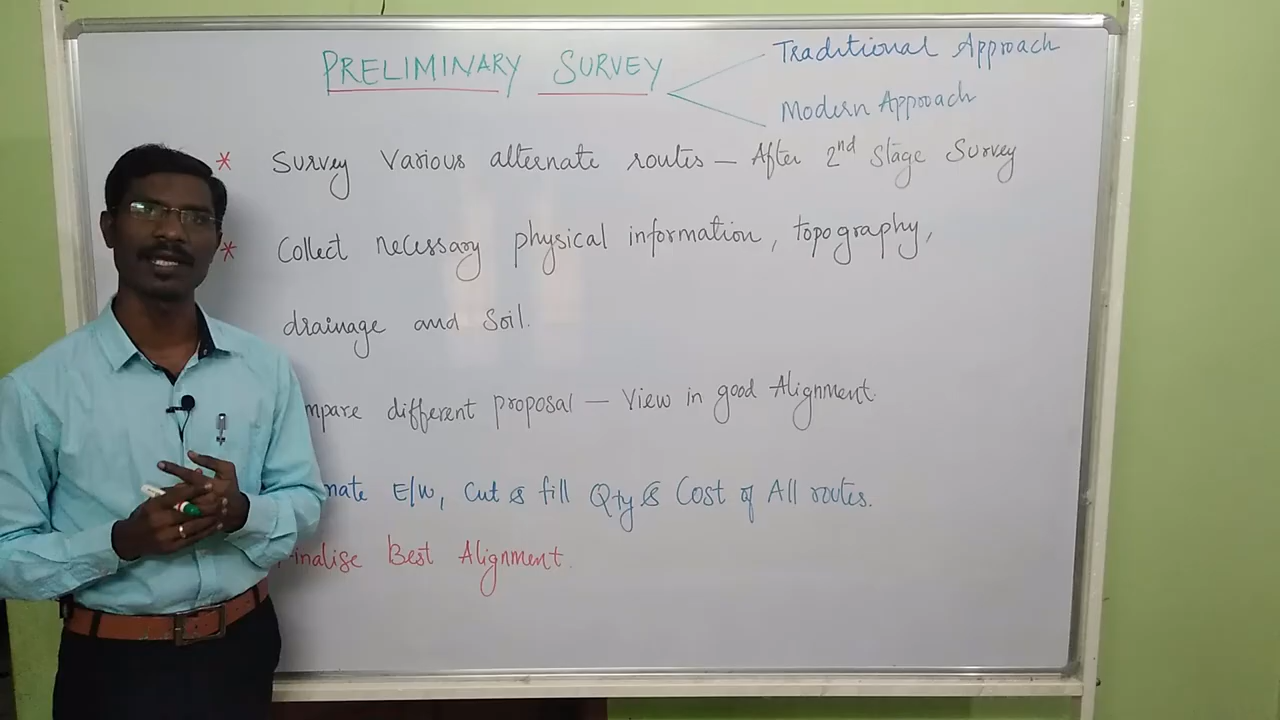 PRELIMINARY SURVEY
Traditional Approach
Modern Approach
* Survey Various alternate routes – After 2nd Stage Survey
* Collect necessary physical information, topography,
drainage and Soil.
mpare different proposal – View in good Alignment.
mate E/W, Cut & fill Qty & Cost of All routes.
inalise Best Alignment.